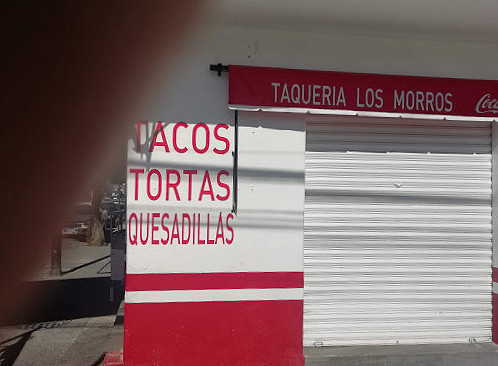 TAQUERIA LOS MORROS
TACOS
TORTAS
QUESADILLAS